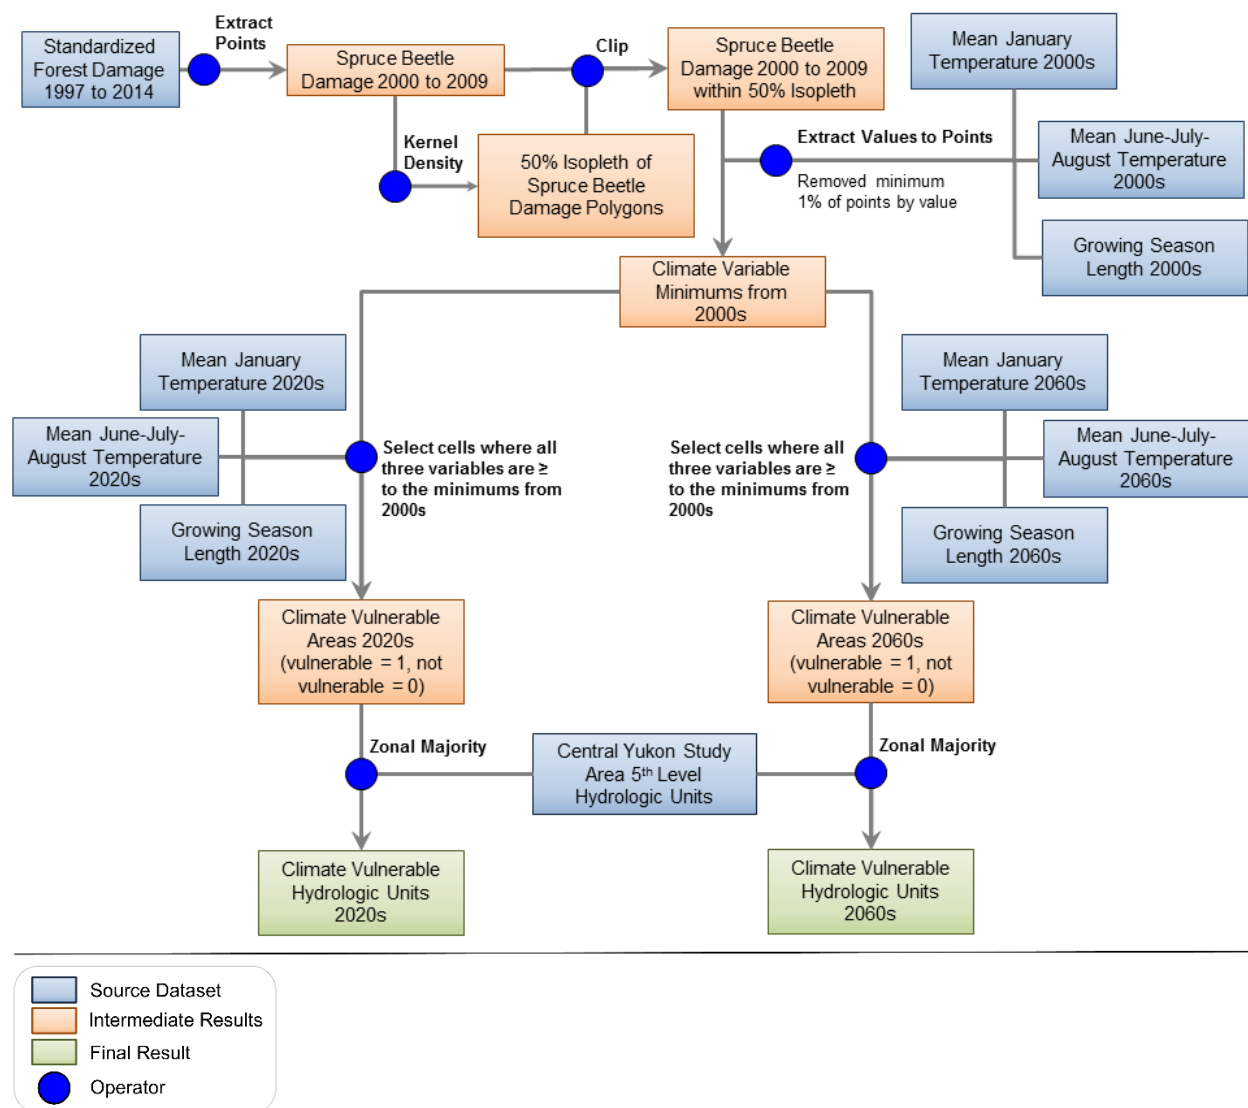 Standardized
Forest Damage
1997 to 2014
Extract
Points
Spruce Beetle
Damage 2000 to 2009
Clip
Spruce Beetle
Damage 2000 to 2009
within 50% Isopleth
Mean January
Temperature 2000s
Kernel
Density
50% Isopleth of
Spruce Beetle
Damage Polygons
Extract Values to Points
Removed minimum
1% of points by value
Mean June-July-
August Temperature
2000s
Growing Season
Length 2000s
Climate Variable
Minimums from
2000s
Mean January
Temperature 2020s
Mean June-July-
August Temperature
2020s
Growing Season
Length 2020s
Select cells where all
three variables are ≥
to the minimums from
2000s
Select cells where all
three variables are ≥
to the minimums from
2000s
Mean January
Temperature 2060s
Mean June-July-
August Temperature
2060s
Growing Season
Length 2060s
Climate Vulnerable
Areas 2020s
(vulnerable = 1, not
vulnerable = 0)
Climate Vulnerable
Areas 2060s
(vulnerable = 1, not
vulnerable = 0)
Zonal Majority
Central Yukon Study
Area 5th Level
Hydrologic Units
Zonal Majority
Climate Vulnerable
Hydrologic Units
2020s
Climate Vulnerable
Hydrologic Units
2060s
Source Dataset
Intermediate Results
Final Result
Operator